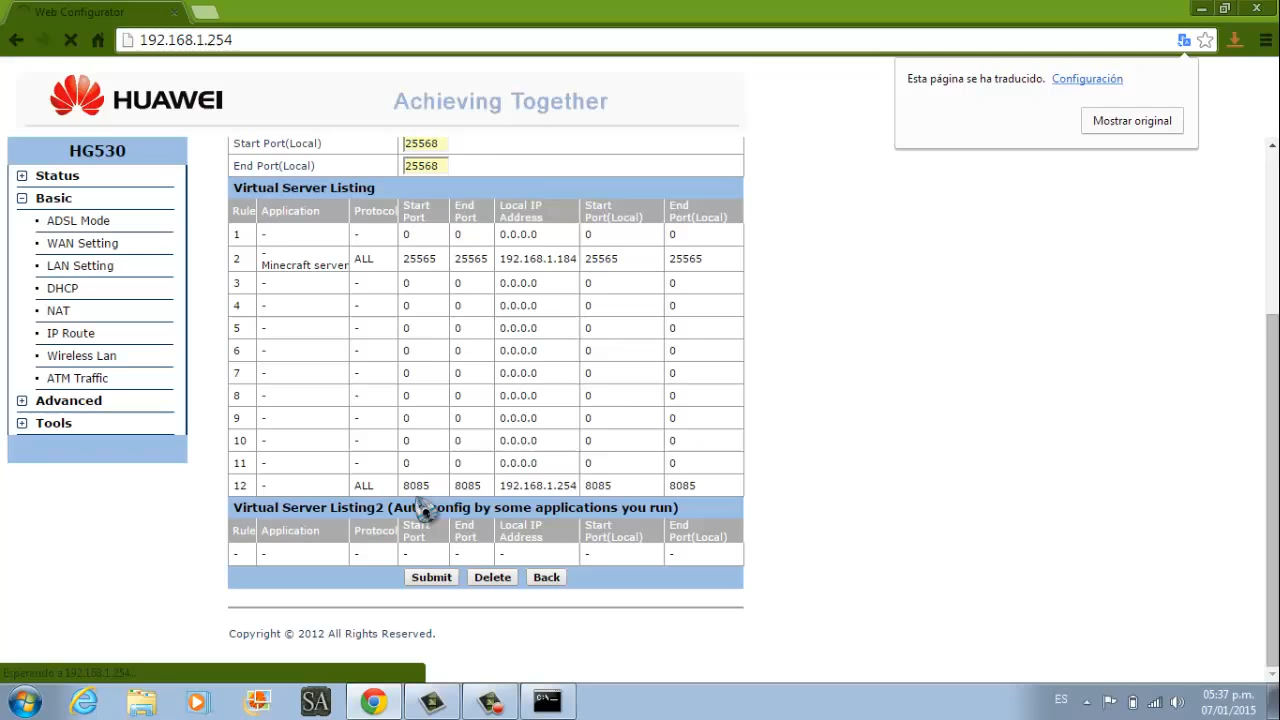 Web Configurator
192.168.1.254
Esta página se ha traducido. Configuración
Mostrar original
HUAWEI
Achieving Together
HG530
Status
Basic
ADSL Mode
WAN Setting
LAN Setting
DHCP
NAT
IP Route
Wireless Lan
ATM Traffic
Advanced
Tools
Start Port(Local) 25568
End Port(Local) 25568
Virtual Server Listing
Rule Application Protocol Start Port End Port Local IP Address Start Port(Local) End Port(Local)
1 - - 0 0 0.0.0.0 0 0
2 - Minecraft server ALL 25565 25565 192.168.1.184 25565 25565
3 - - 0 0 0.0.0.0 0 0
4 - - 0 0 0.0.0.0 0 0
5 - - 0 0 0.0.0.0 0 0
6 - - 0 0 0.0.0.0 0 0
7 - - 0 0 0.0.0.0 0 0
8 - - 0 0 0.0.0.0 0 0
9 - - 0 0 0.0.0.0 0 0
10 - - 0 0 0.0.0.0 0 0
11 - - 0 0 0.0.0.0 0 0
12 - ALL 8085 8085 192.168.1.254 8085 8085
Virtual Server Listing2 (Auto config by some applications you run)
Rule Application Protocol Start Port End Port Local IP Address Start Port(Local) End Port(Local)
- - - - - - - -
Submit Delete Back
Copyright © 2012 All Rights Reserved.
Esperando a 192.168.1.254...
SA
ES
05:37 p.m.
07/01/2015